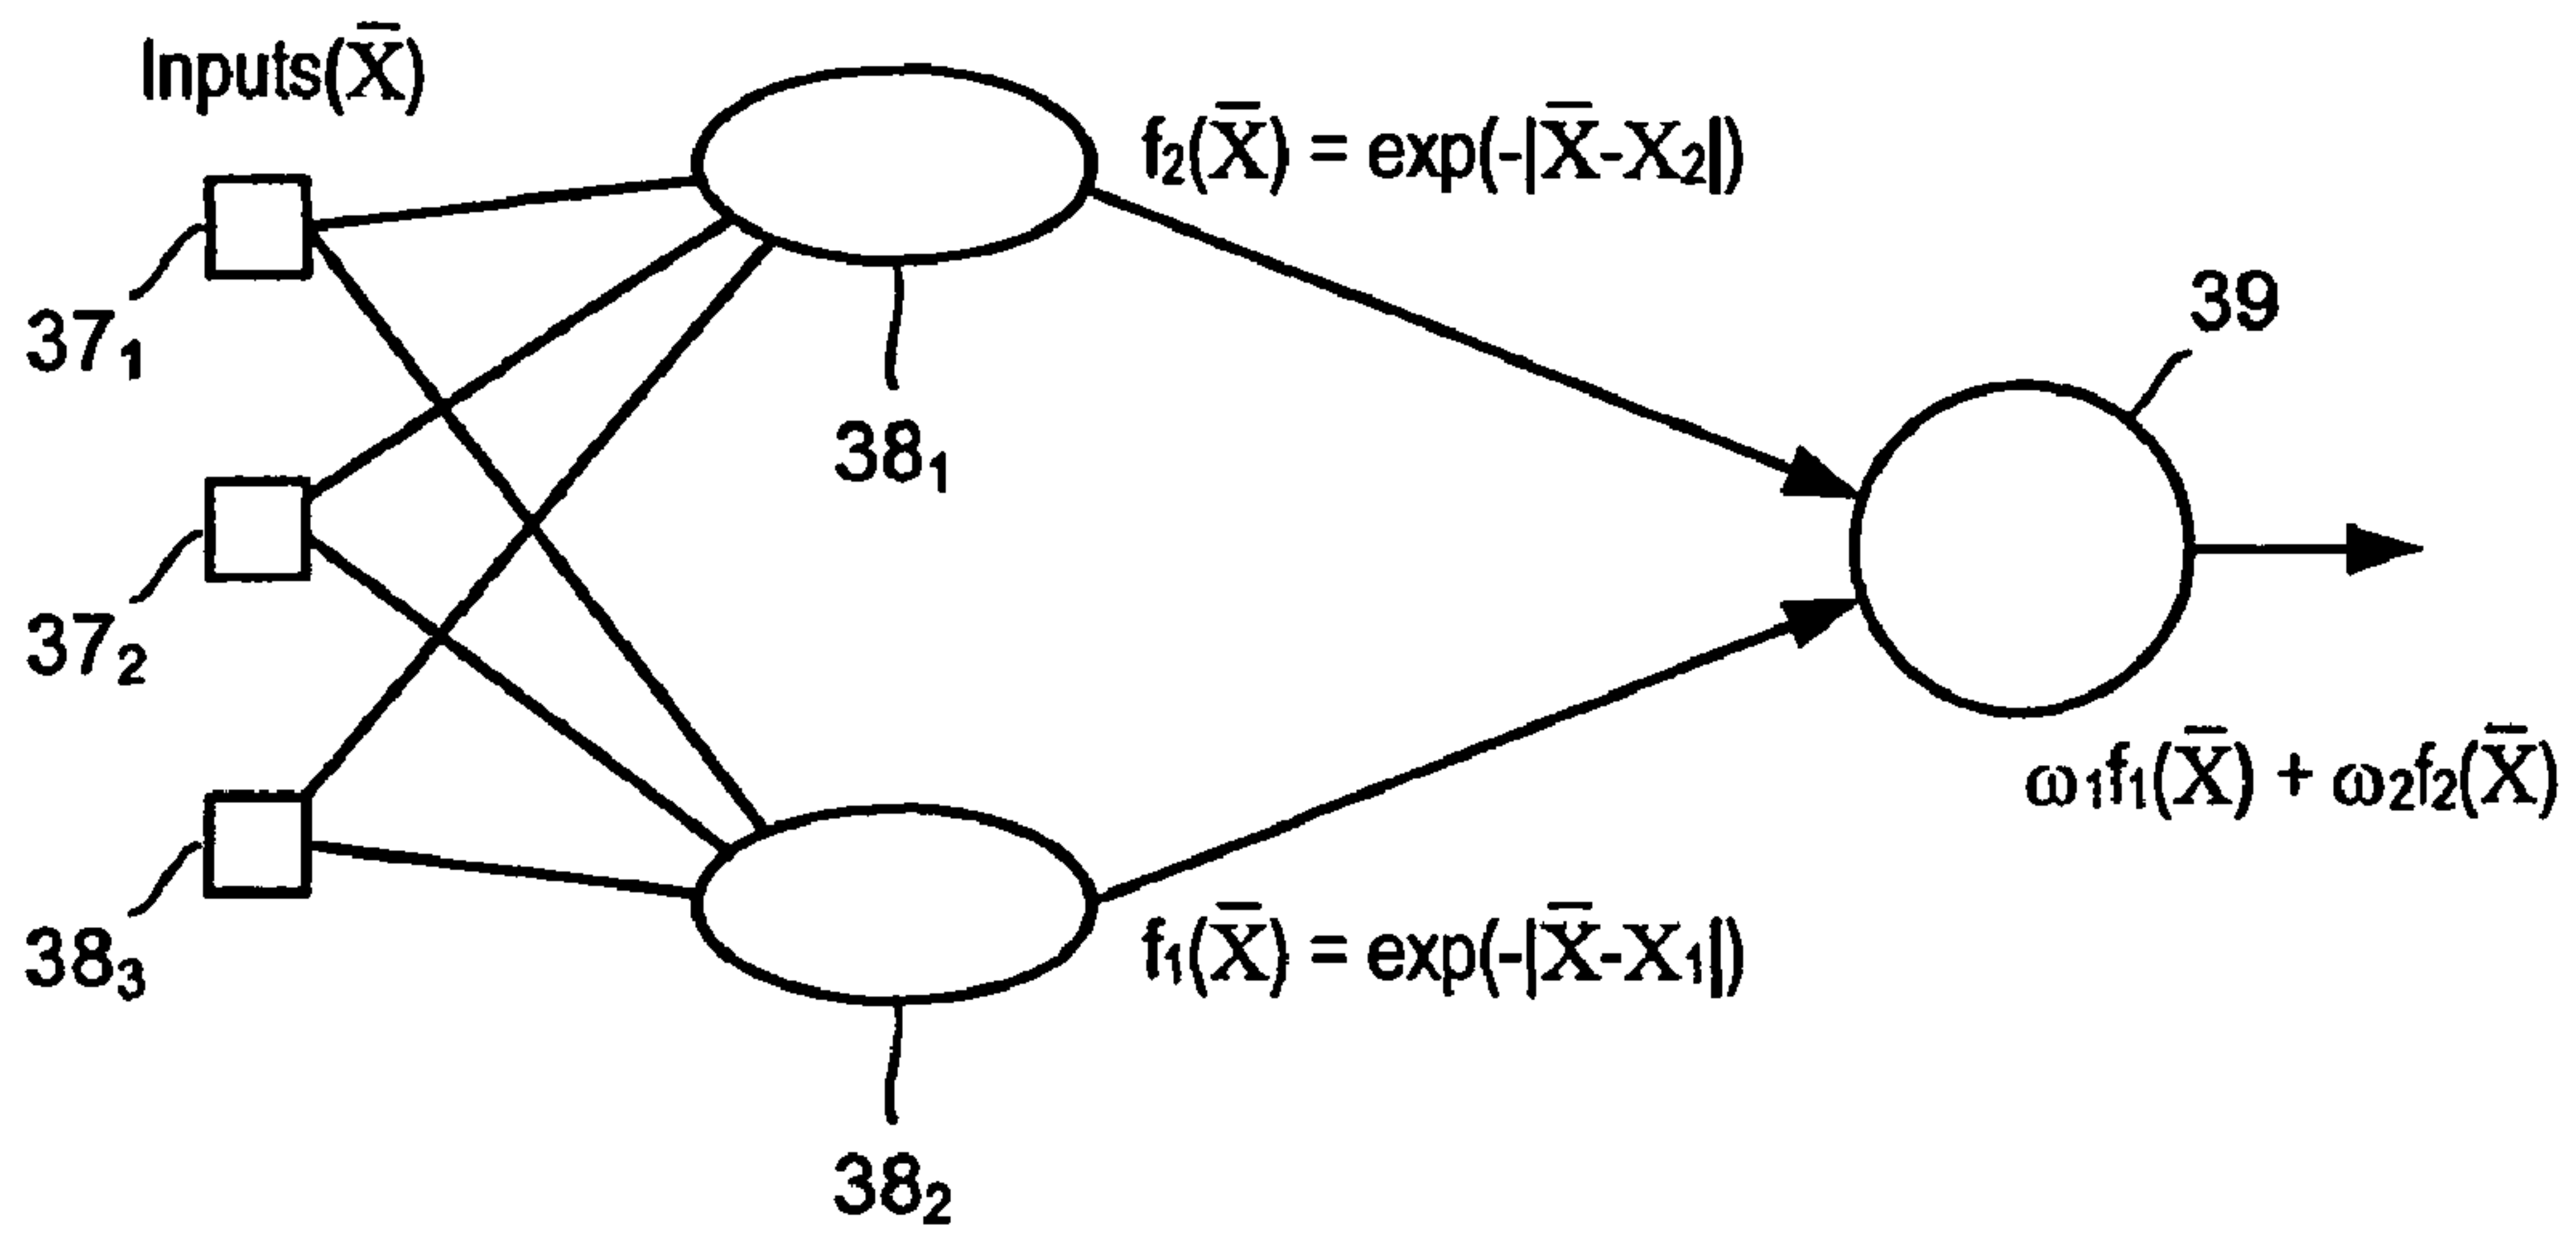 Inputs(X̄)
f₂(X̄) = exp(-|X̄-X₂|)
37₁
38₁
39
37₂
ω₁f₁(X̄) + ω₂f₂(X̄)
38₃
f₁(X̄) = exp(-|X̄-X₁|)
38₂